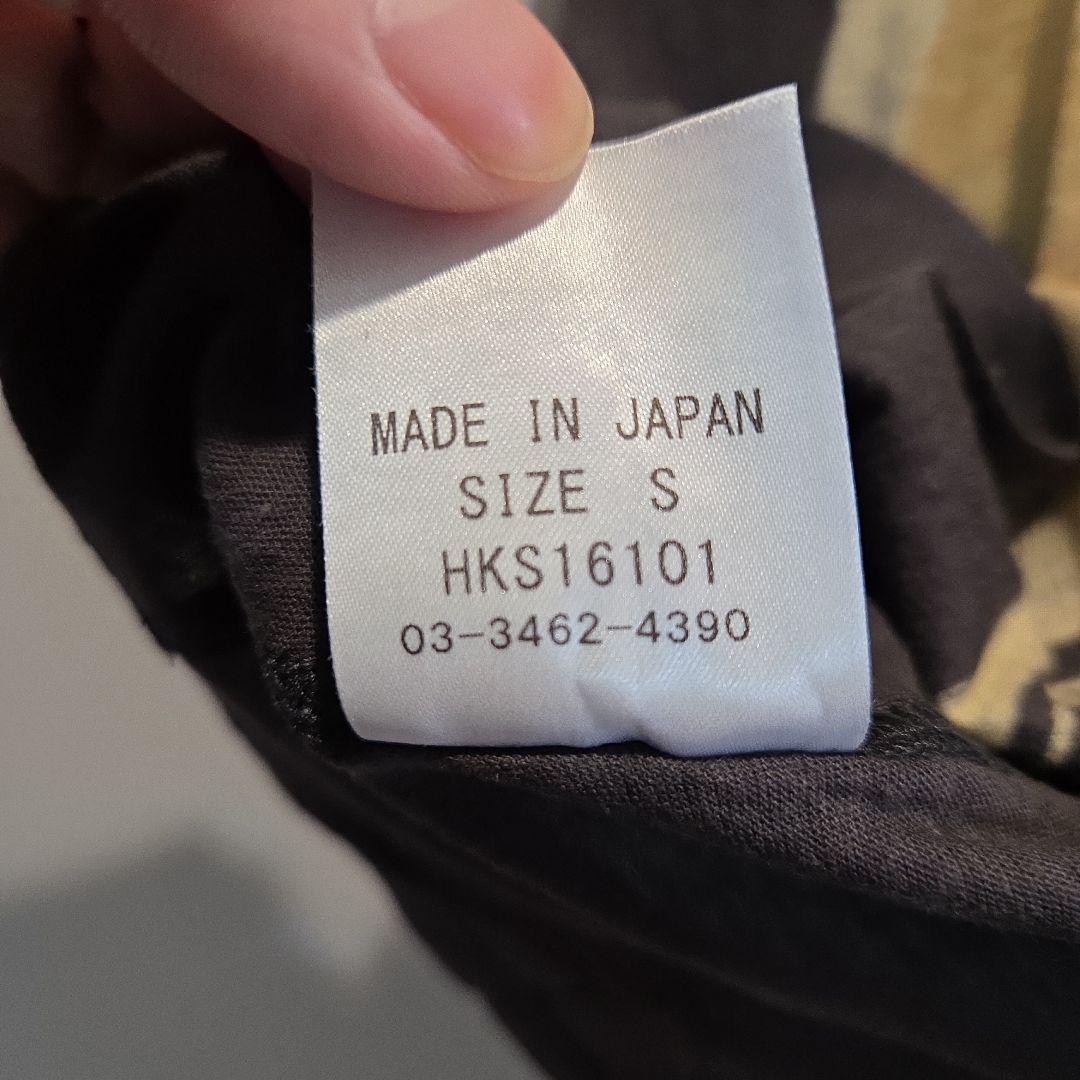 MADE IN JAPAN
SIZE S
HKS16101
03-3462-4390